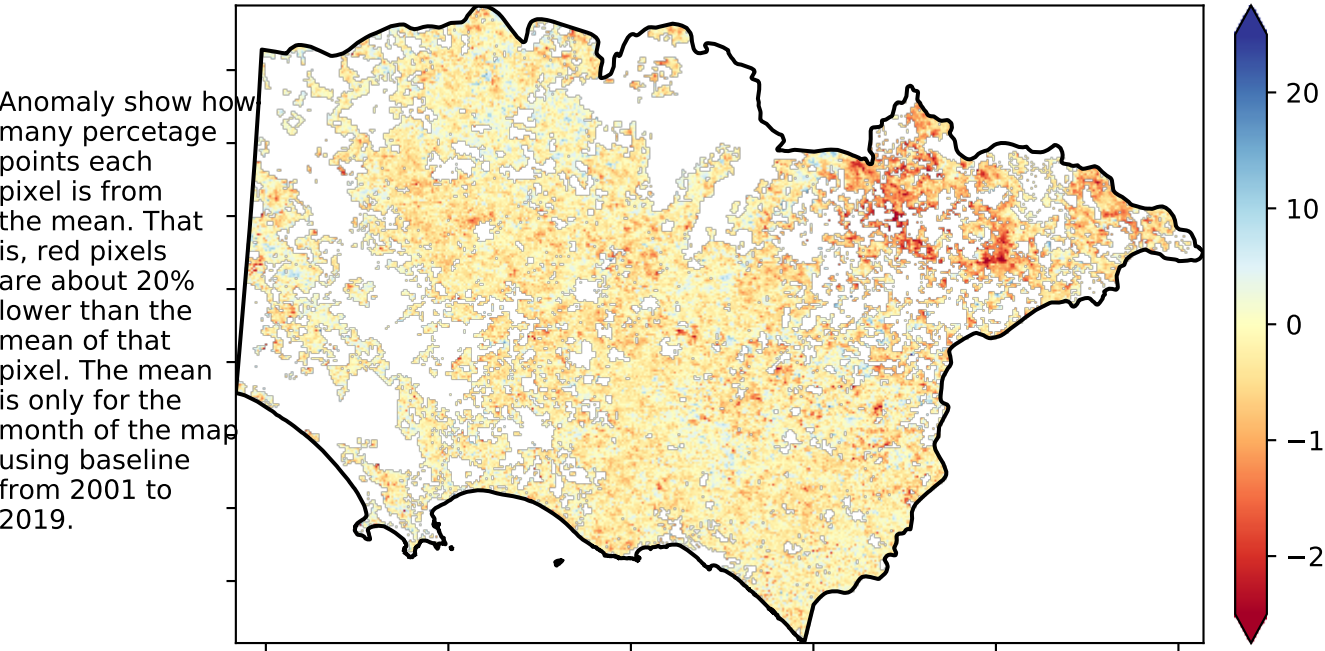 Anomaly show how
many percetage
points each
pixel is from
the mean. That
is, red pixels
are about 20%
lower than the
mean of that
pixel. The mean
is only for the
month of the map
using baseline
from 2001 to
2019.
20
10
0
−1
−2